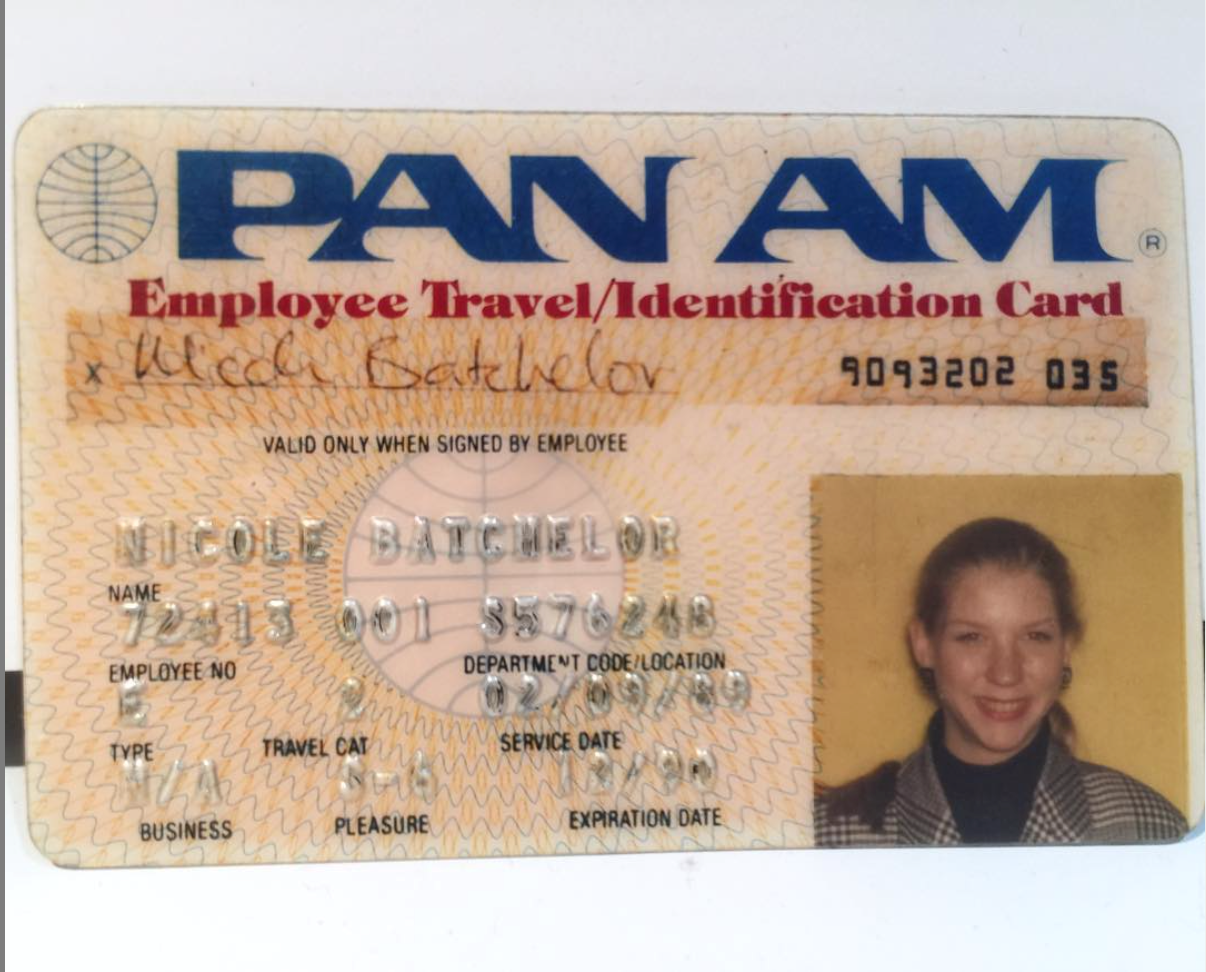 PAN AM ®
Employee Travel/Identification Card
x Nicole Batchelor 9093202 035
VALID ONLY WHEN SIGNED BY EMPLOYEE
NICOLE BATCHELOR
NAME
72413 001 S576248
EMPLOYEE NO DEPARTMENT CODE/LOCATION
E 02/09/89
TYPE TRAVEL CAT SERVICE DATE
N/A 12/90
BUSINESS PLEASURE EXPIRATION DATE